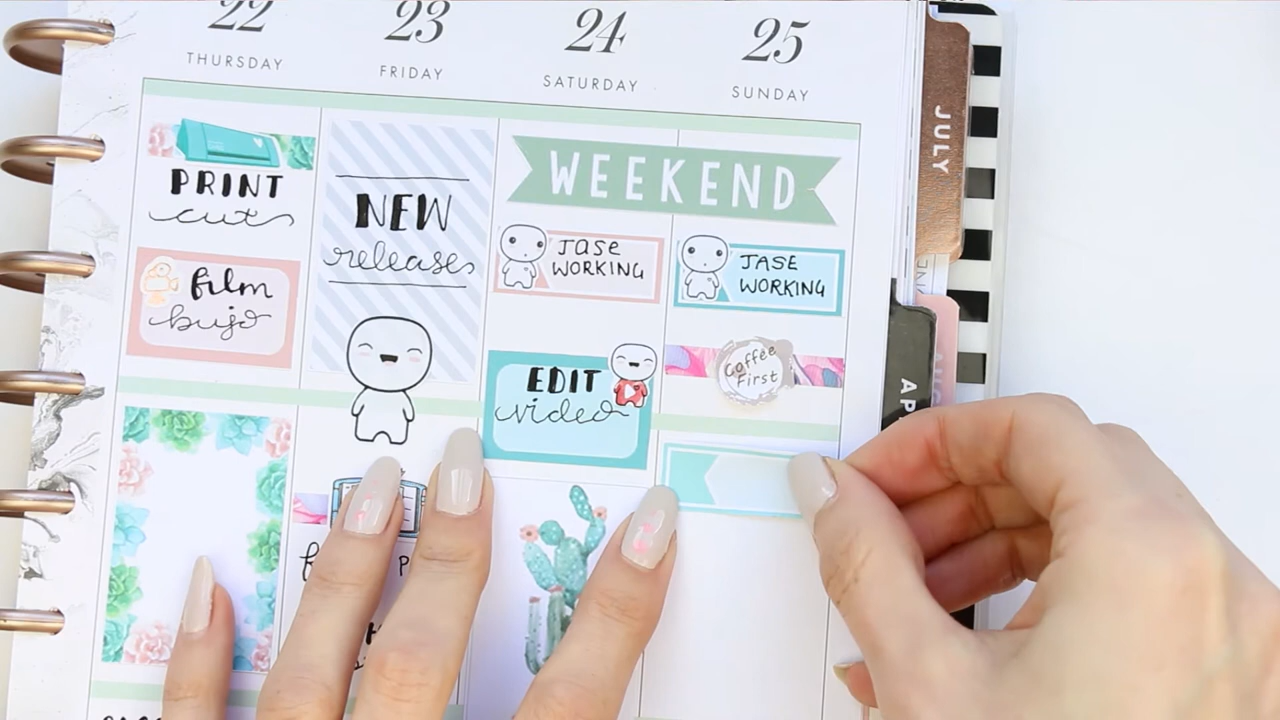 22 23 24 25
THURSDAY FRIDAY SATURDAY SUNDAY
PRINT
cut
film
bujo
NEW
releases
WEEKEND
JASE
WORKING
JASE
WORKING
EDIT
video
Coffee
First
JULY